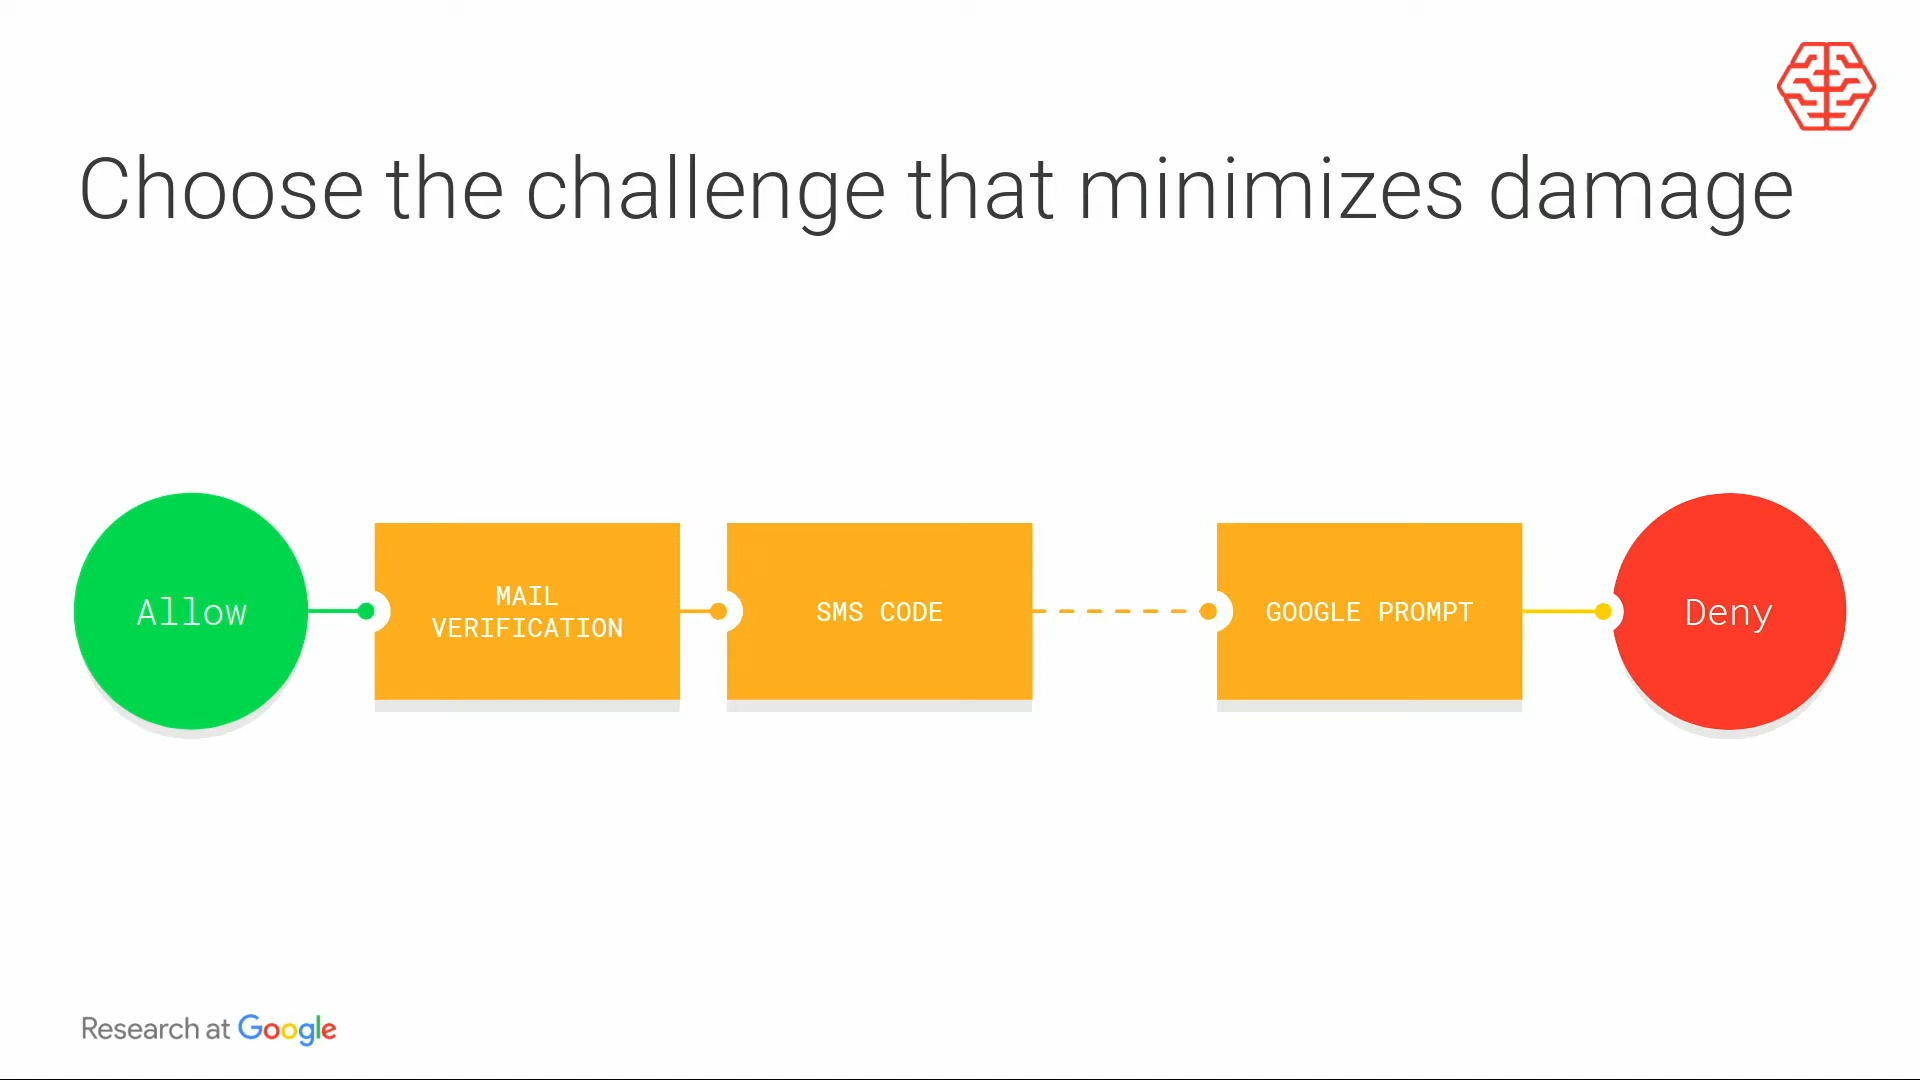 Choose the challenge that minimizes damage
Allow
MAIL
VERIFICATION
SMS CODE
GOOGLE PROMPT
Deny
Research at Google